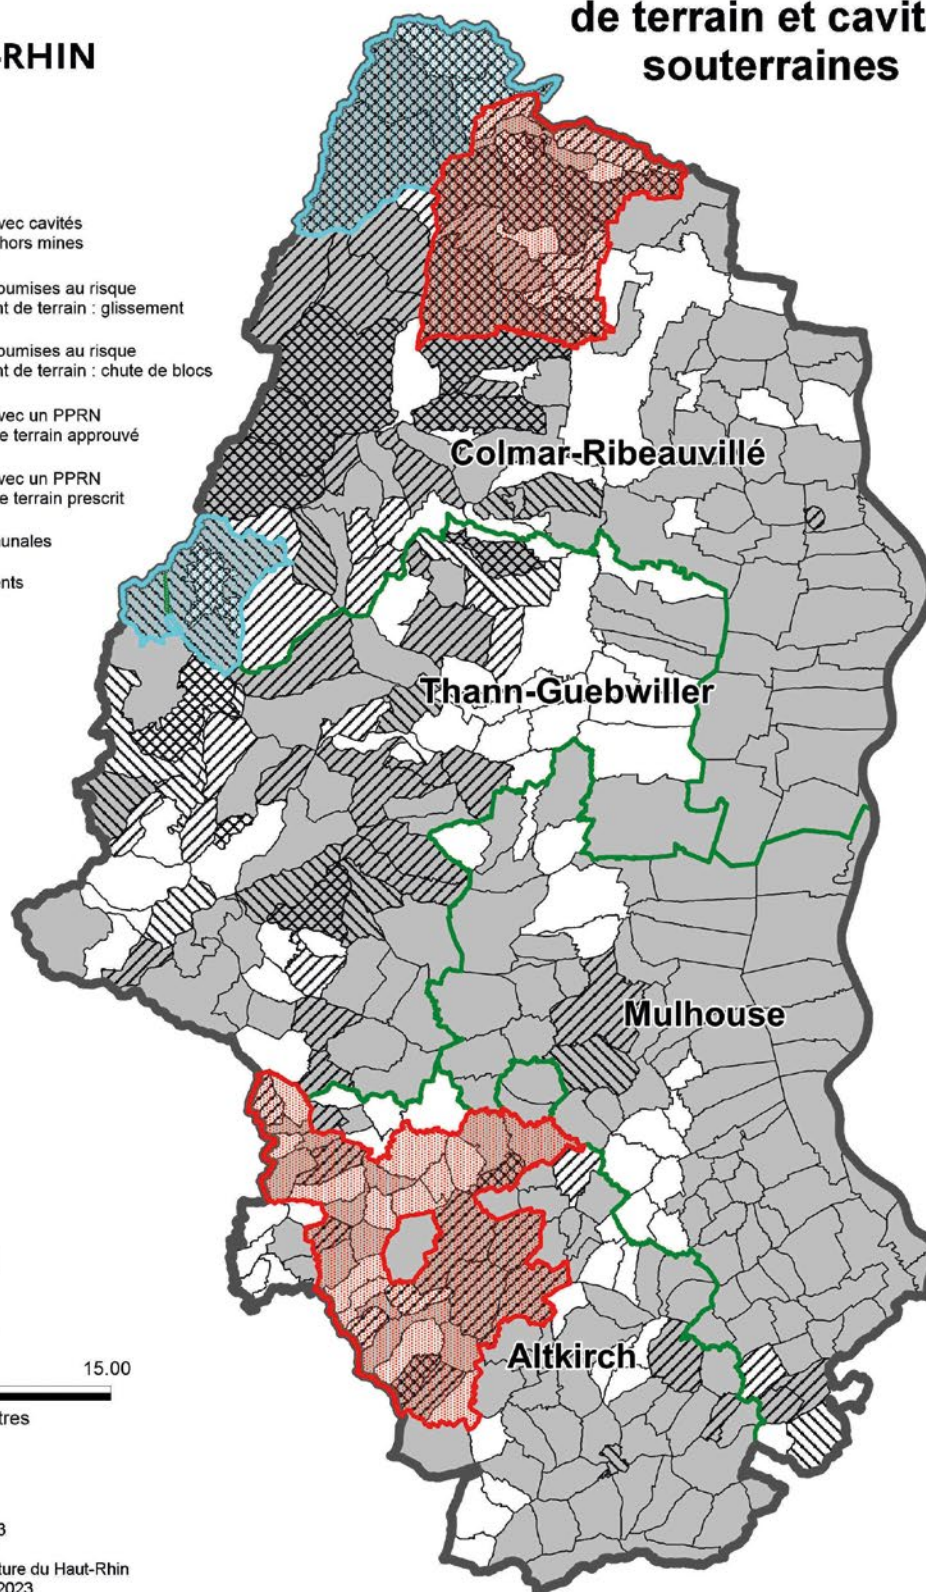 de terrain et cavit
souterraines
-RHIN
vec cavités
hors mines
oumises au risque
nt de terrain : glissement
oumises au risque
nt de terrain : chute de blocs
vec un PPRN
e terrain approuvé
vec un PPRN
e terrain prescrit
unales
nts
Colmar-Ribeauvillé
Thann-Guebwiller
Mulhouse
Altkirch
15.00
tres
3
ture du Haut-Rhin
2023